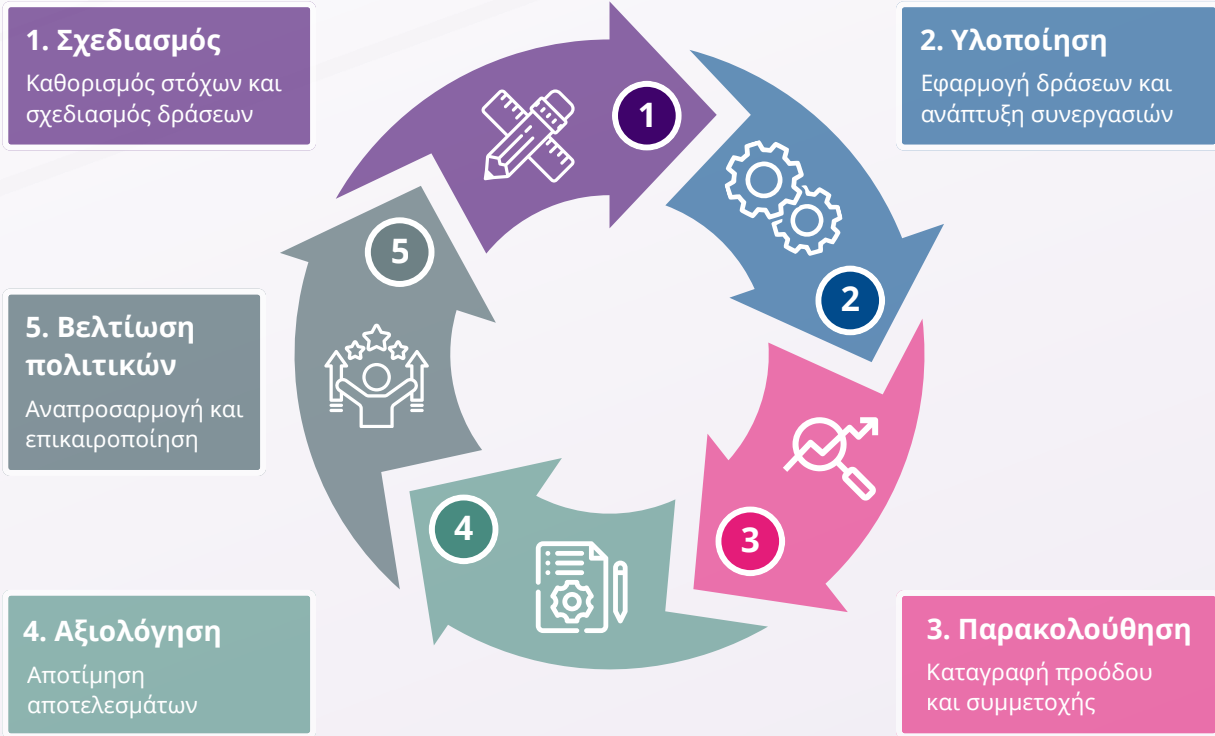 1. Σχεδιασμός
Καθορισμός στόχων και
σχεδιασμός δράσεων
2. Υλοποίηση
Εφαρμογή δράσεων και
ανάπτυξη συνεργασιών
1
5
2
5. Βελτίωση
πολιτικών
Αναπροσαρμογή και
επικαιροποίηση
4
3
4. Αξιολόγηση
Αποτίμηση
αποτελεσμάτων
3. Παρακολούθηση
Καταγραφή προόδου
και συμμετοχής